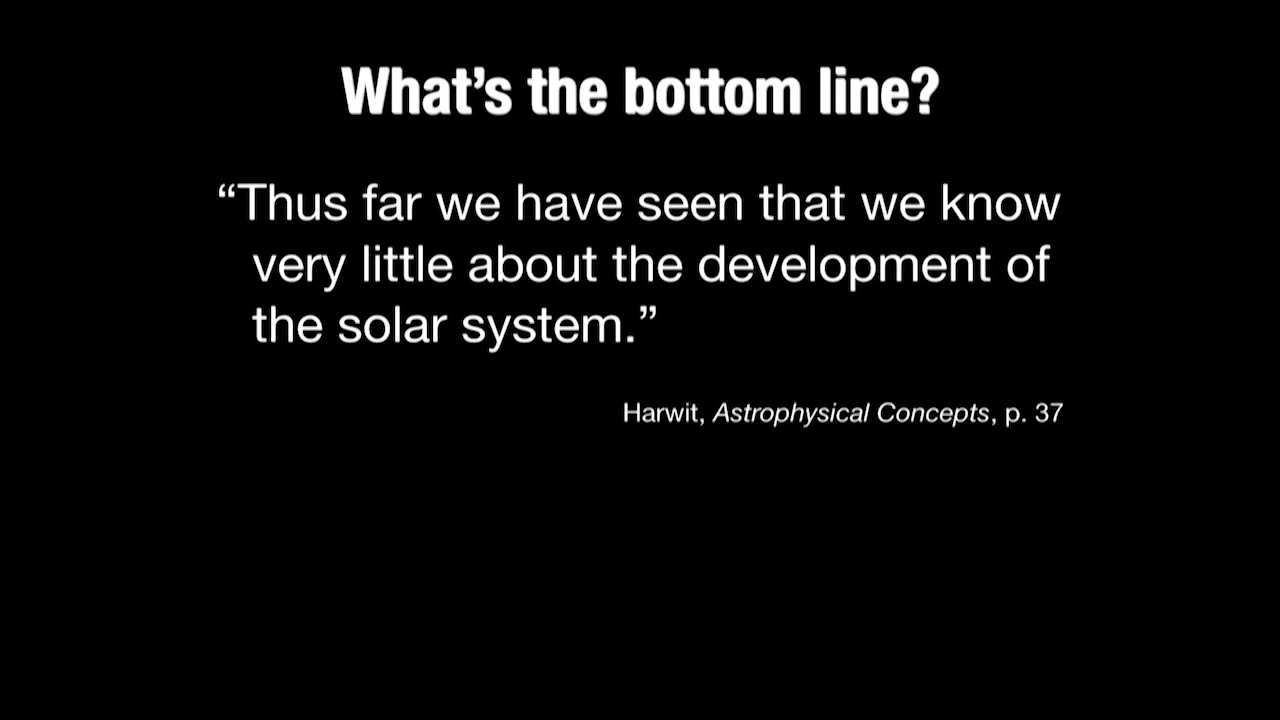 What’s the bottom line?
“Thus far we have seen that we know
very little about the development of
the solar system.”
Harwit, Astrophysical Concepts, p. 37